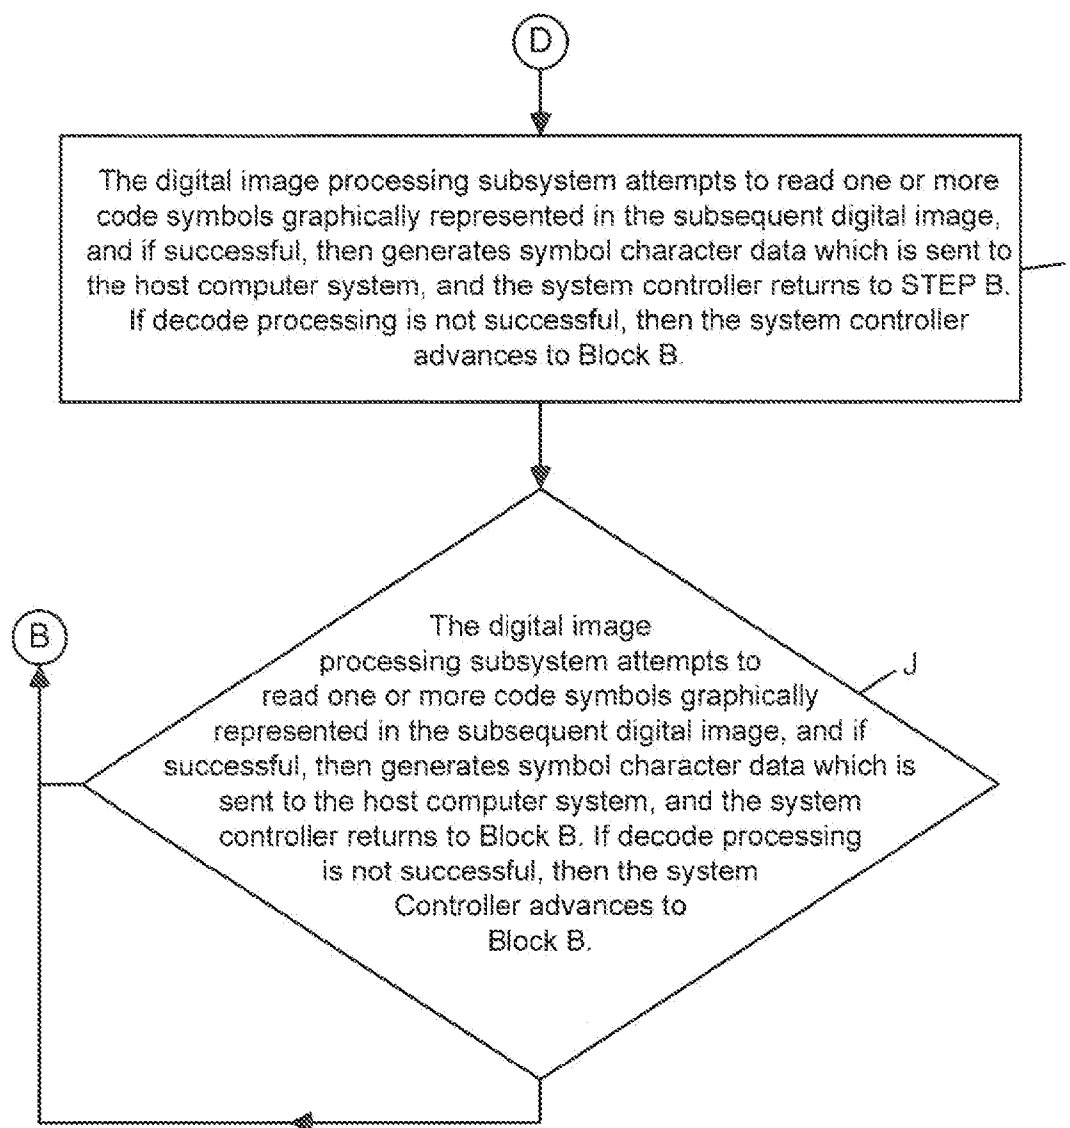 D
The digital image processing subsystem attempts to read one or more
code symbols graphically represented in the subsequent digital image,
and if successful, then generates symbol character data which is sent to
the host computer system, and the system controller returns to STEP B.
If decode processing is not successful, then the system controller
advances to Block B.
B
J
The digital image
processing subsystem attempts to
read one or more code symbols graphically
represented in the subsequent digital image, and if
successful, then generates symbol character data which is
sent to the host computer system, and the system
controller returns to Block B. If decode processing
is not successful, then the system
Controller advances to
Block B.